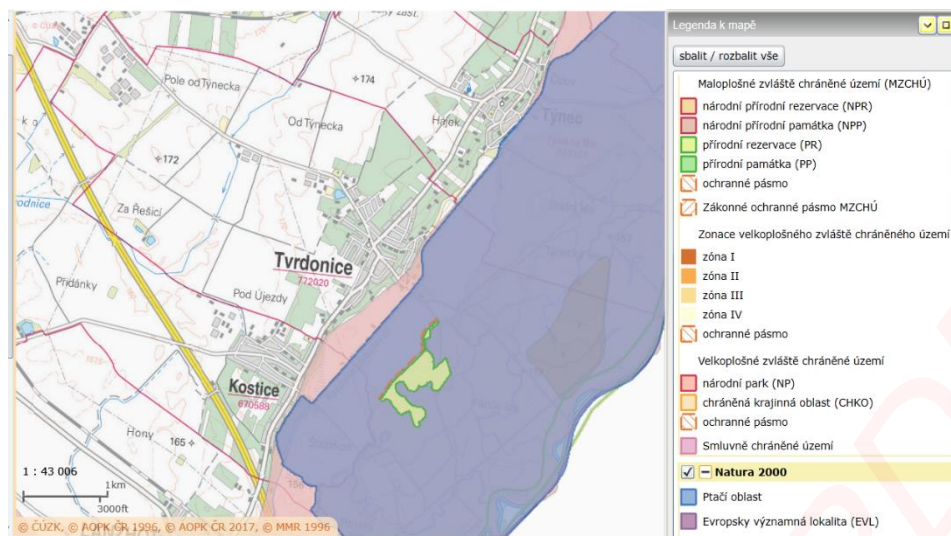 174
Pole od Týnecka
Hájek
Týnec
Od Týnecka
172
Za Řešicí
Tvrdonice
772020
Přídánky
Pod Újezdy
Kostice
670588
Hony
165
1 : 43 006
1km
3000ft
© ČÚZK, © AOPK ČR 1996, © AOPK ČR 2017, © MMR 1996
Legenda k mapě
sbalit / rozbalit vše
Maloplošné zvláště chráněné území (MZCHÚ)
národní přírodní rezervace (NPR)
národní přírodní památka (NPP)
přírodní rezervace (PR)
přírodní památka (PP)
ochranné pásmo
Zákonné ochranné pásmo MZCHÚ
Zonace velkoplošného zvláště chráněného území
zóna I
zóna II
zóna III
zóna IV
ochranné pásmo
Velkoplošné zvláště chráněné území
národní park (NP)
chráněná krajinná oblast (CHKO)
ochranné pásmo
Smluvně chráněné území
Natura 2000
Ptačí oblast
Evropsky významná lokalita (EVL)